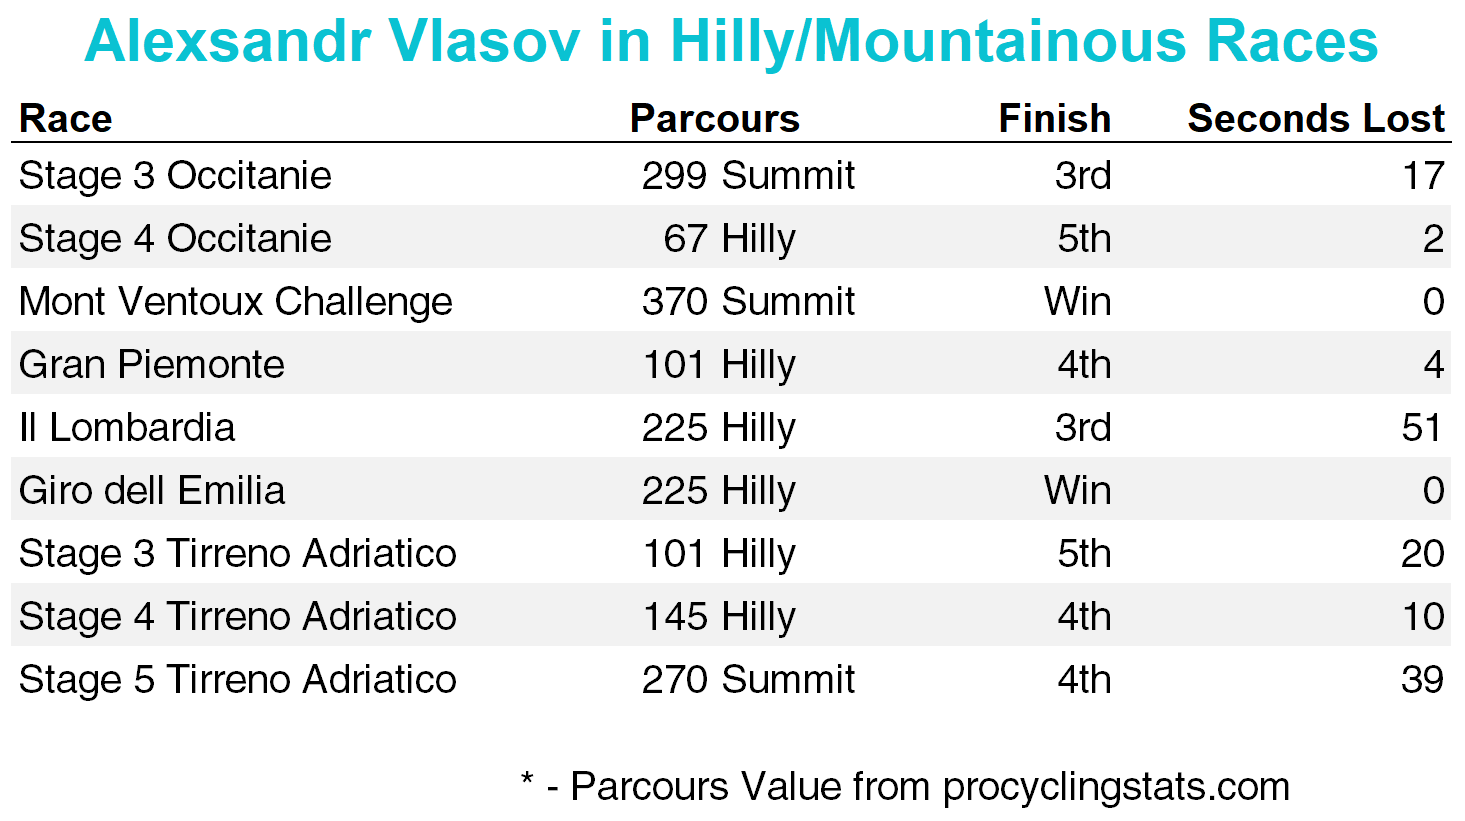 Alexsandr Vlasov in Hilly/Mountainous Races
Race Parcours Finish Seconds Lost
Stage 3 Occitanie 299 Summit 3rd 17
Stage 4 Occitanie 67 Hilly 5th 2
Mont Ventoux Challenge 370 Summit Win 0
Gran Piemonte 101 Hilly 4th 4
Il Lombardia 225 Hilly 3rd 51
Giro dell Emilia 225 Hilly Win 0
Stage 3 Tirreno Adriatico 101 Hilly 5th 20
Stage 4 Tirreno Adriatico 145 Hilly 4th 10
Stage 5 Tirreno Adriatico 270 Summit 4th 39
* - Parcours Value from procyclingstats.com